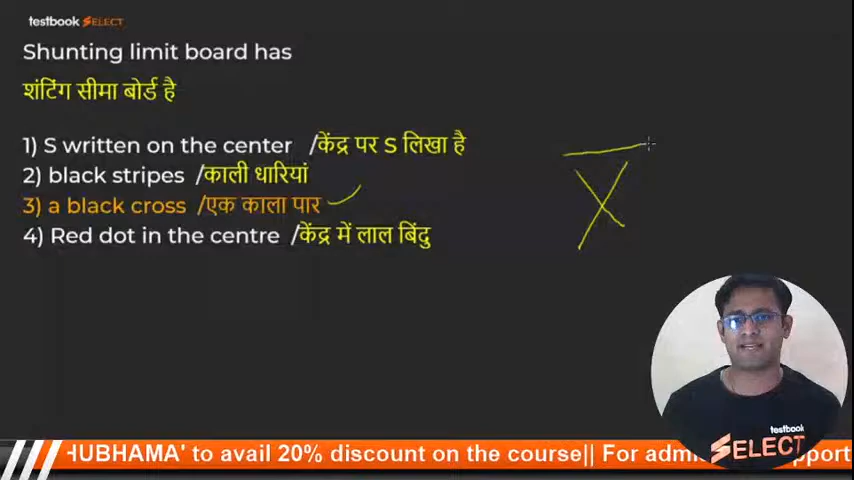 testbook SELECT
Shunting limit board has
शंटिंग सीमा बोर्ड है
1) S written on the center /केंद्र पर S लिखा है
2) black stripes /काली धारियां
3) a black cross /एक काला पार
4) Red dot in the centre /केंद्र में लाल बिंदु
X
testbook
SELECT
HUBHAMA' to avail 20% discount on the course|| For adm
pport